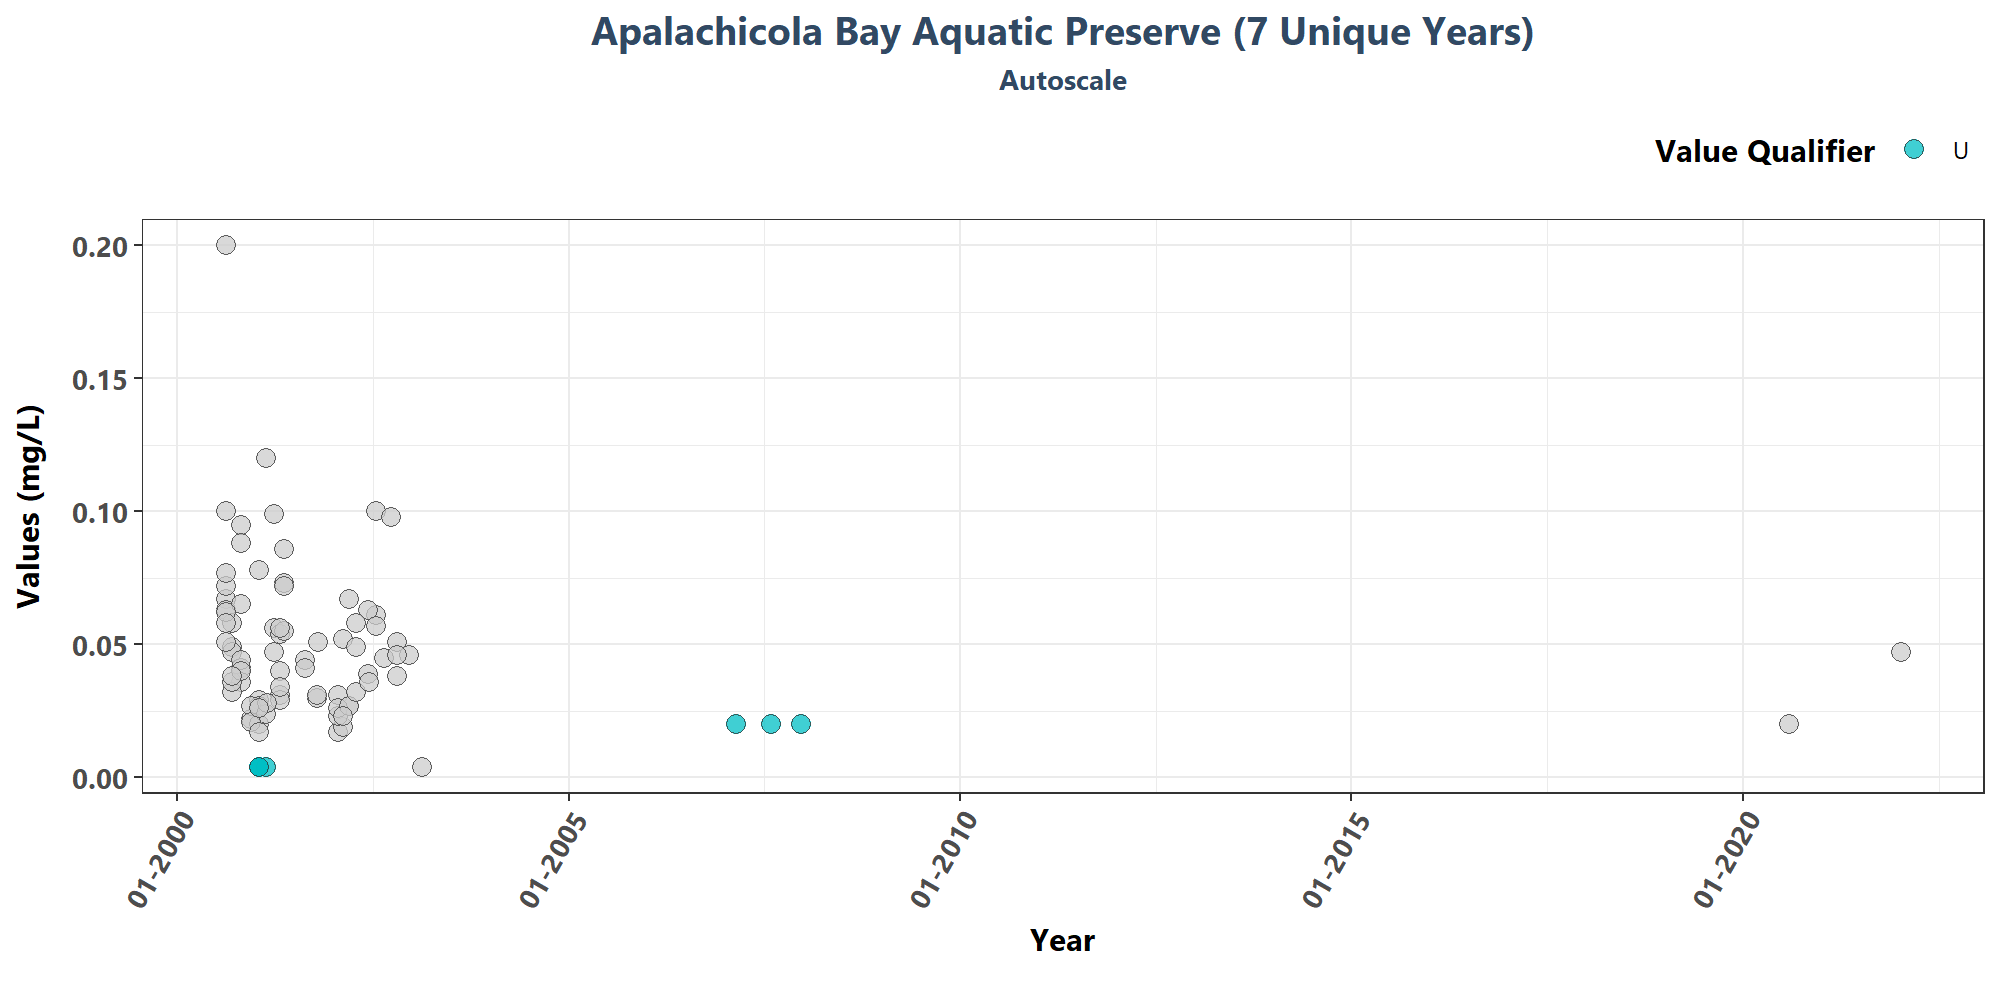 Apalachicola Bay Aquatic Preserve (7 Unique Years)
Autoscale
Value Qualifier U
Values (mg/L)
0.20
0.15
0.10
0.05
0.00
01-2000 01-2005 01-2010 01-2015 01-2020
Year